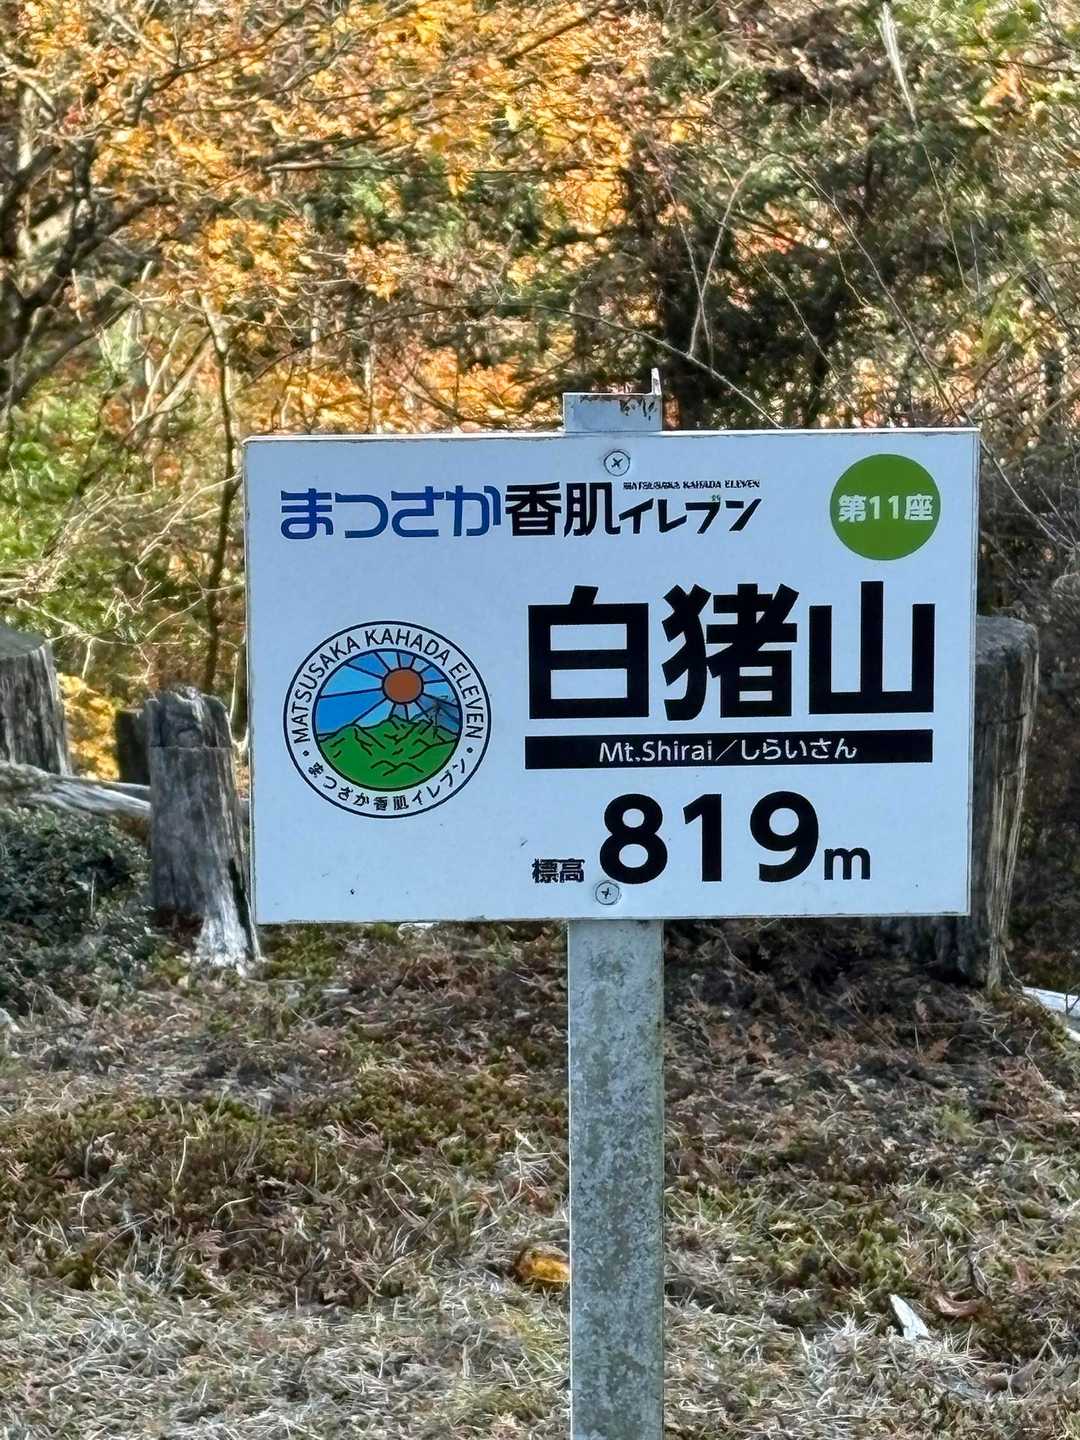 MATSUSAKA KAHADA ELEVEN
まつさか香肌イレブン
第11座
白猪山
Mt.Shirai／しらいさん
標高 819m
MATSUSAKA KAHADA ELEVEN
まつさか香肌イレブン